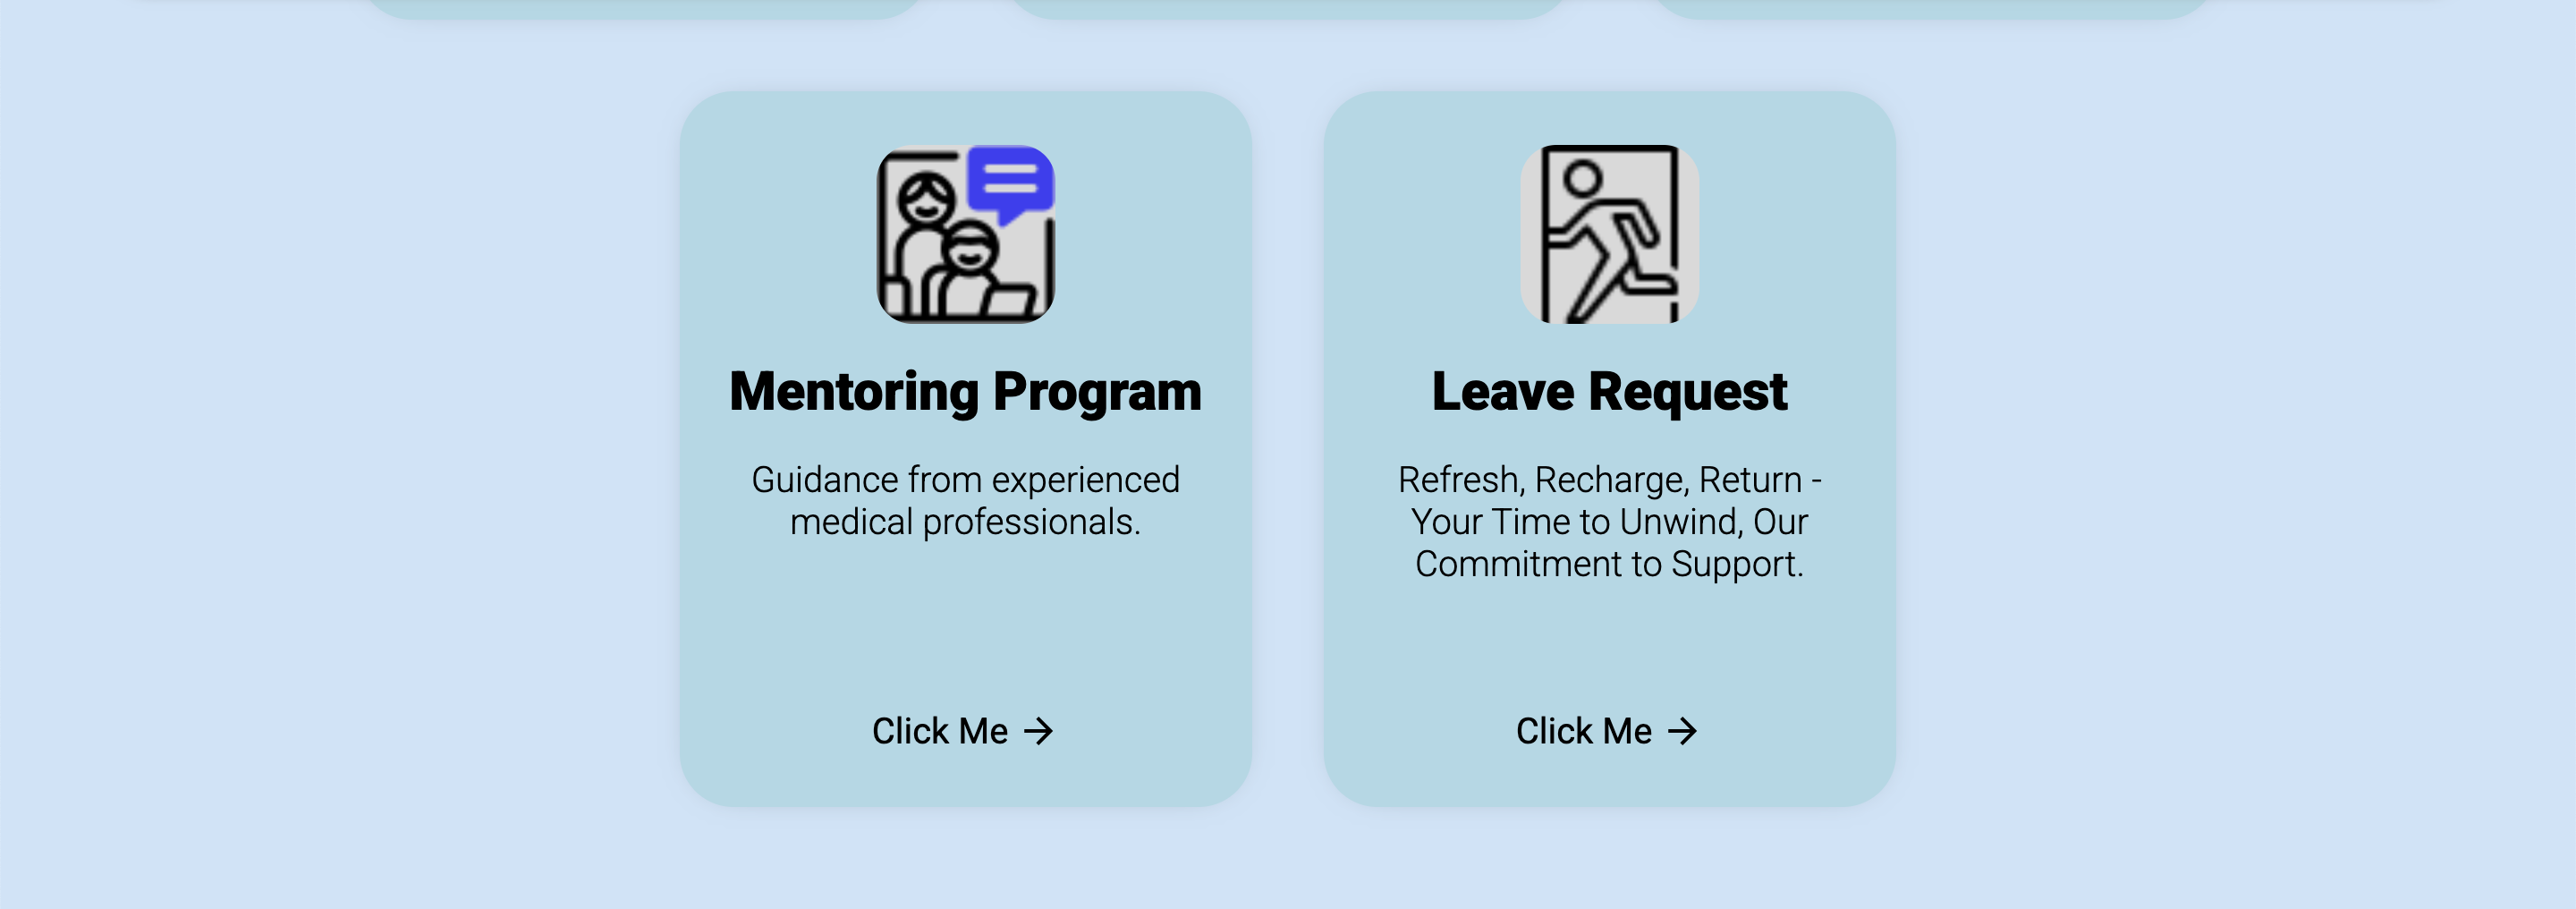 Mentoring Program
Guidance from experienced
medical professionals.
Click Me →
Leave Request
Refresh, Recharge, Return -
Your Time to Unwind, Our
Commitment to Support.
Click Me →